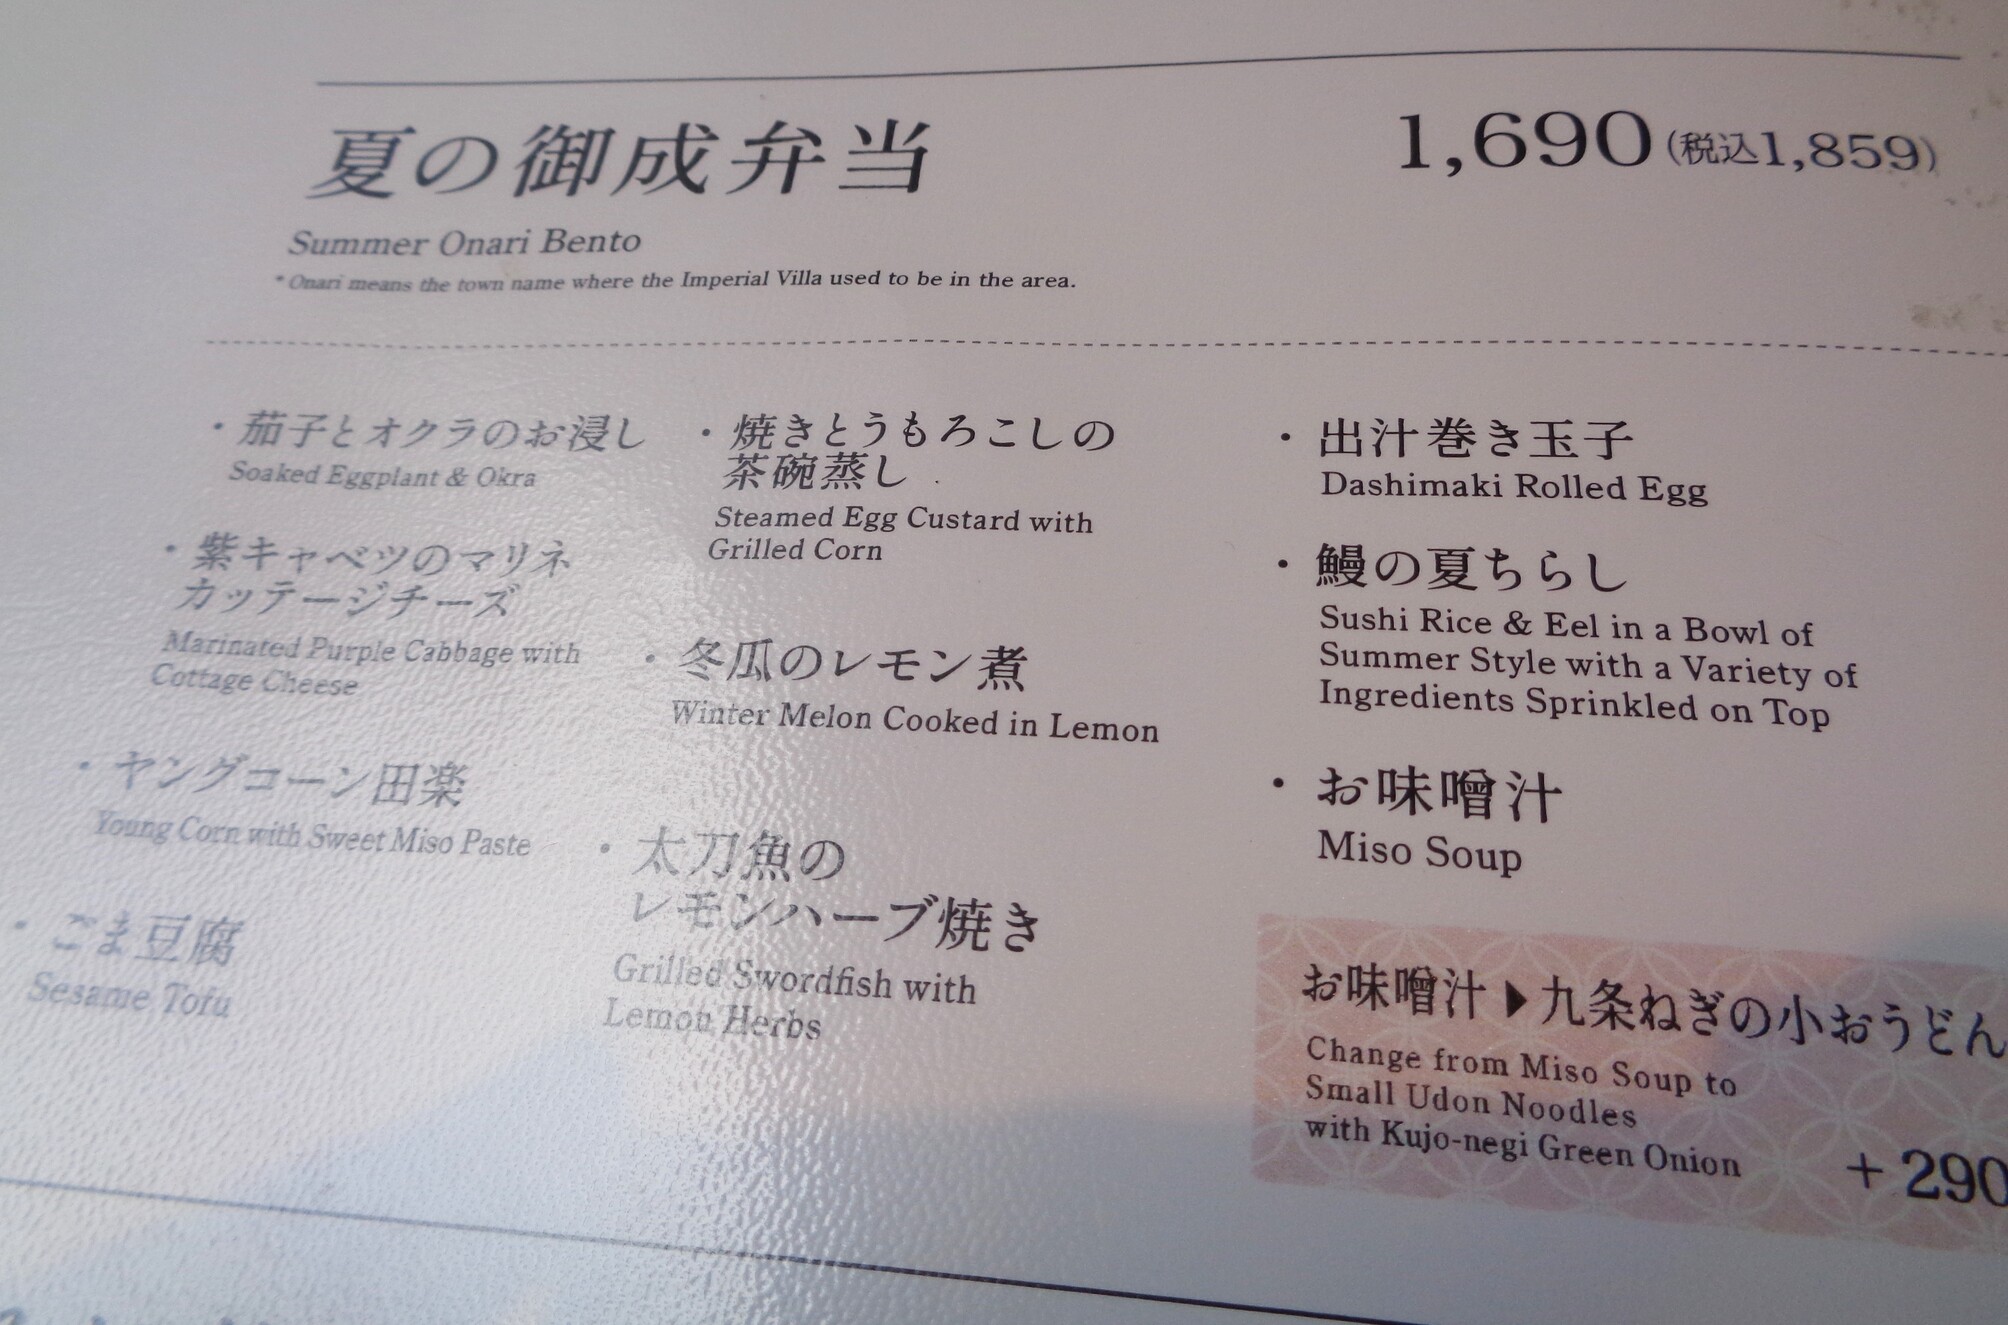 夏の御成弁当
1,690(税込1,859)
Summer Onari Bento
* Onari means the town name where the Imperial Villa used to be in the area.
・茄子とオクラのお浸し
Soaked Eggplant & Okra
・紫キャベツのマリネ
カッテージチーズ
Marinated Purple Cabbage with
Cottage Cheese
・ヤングコーン田楽
Young Corn with Sweet Miso Paste
・ごま豆腐
Sesame Tofu
・焼きとうもろこしの
茶碗蒸し
Steamed Egg Custard with
Grilled Corn
・冬瓜のレモン煮
Winter Melon Cooked in Lemon
・太刀魚の
レモンハーブ焼き
Grilled Swordfish with
Lemon Herbs
・出汁巻き玉子
Dashimaki Rolled Egg
・鰻の夏ちらし
Sushi Rice & Eel in a Bowl of
Summer Style with a Variety of
Ingredients Sprinkled on Top
・お味噌汁
Miso Soup
お味噌汁▶九条ねぎの小おうどん
Change from Miso Soup to
Small Udon Noodles
with Kujo-negi Green Onion
+290